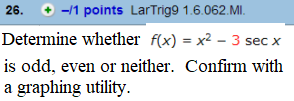 26. + –/1 points LarTrig9 1.6.062.MI.
Determine whether f(x) = x² – 3 sec x
is odd, even or neither. Confirm with
a graphing utility.